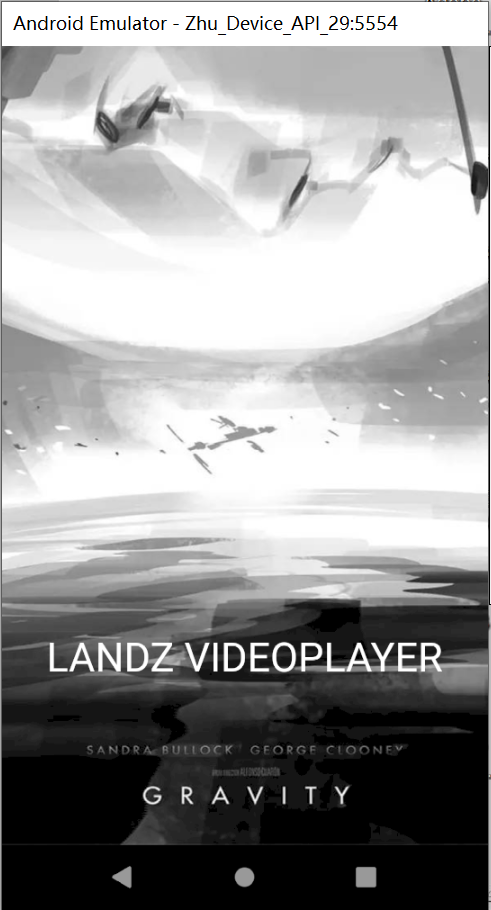 Android Emulator - Zhu_Device_API_29:5554
LANDZ VIDEOPLAYER
SANDRA BULLOCK GEORGE CLOONEY
GRAVITY